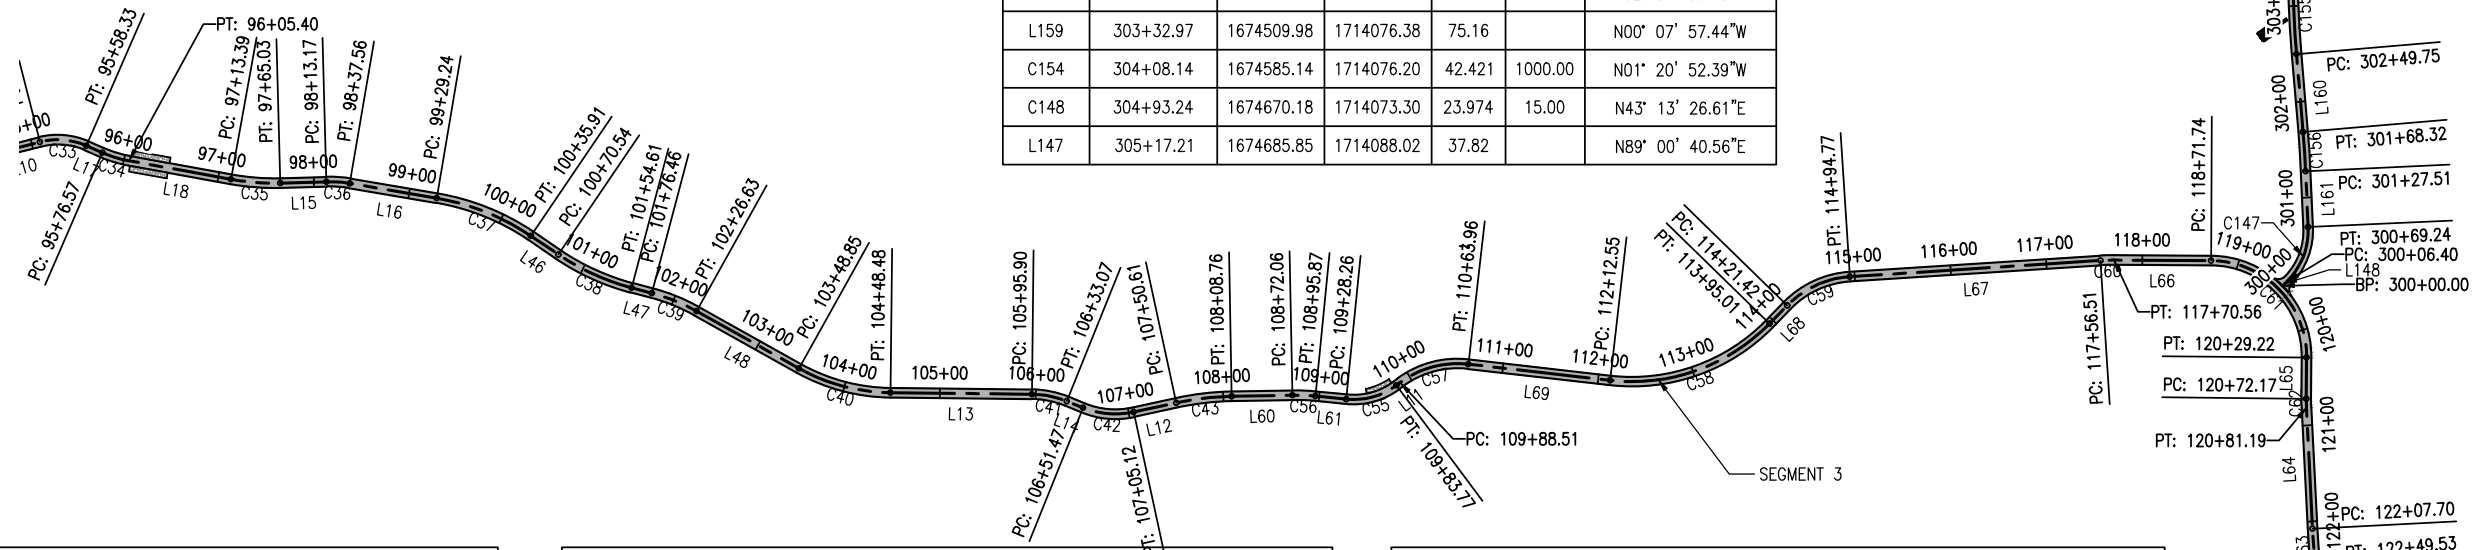 L159 303+32.97 1674509.98 1714076.38 75.16 N00° 07' 57.44"W
C154 304+08.14 1674585.14 1714076.20 42.421 1000.00 N01° 20' 52.39"W
C148 304+93.24 1674670.18 1714073.30 23.974 15.00 N43° 13' 26.61"E
L147 305+17.21 1674685.85 1714088.02 37.82 N89° 00' 40.56"E
PT: 95+58.33
PT: 96+05.40
PC: 97+13.39
PT: 97+65.03
PC: 98+13.17
PT: 98+37.56
PC: 99+29.24
PT: 100+35.91
PC: 100+70.54
PT: 101+54.61
PC: 101+76.46
PT: 102+26.63
PC: 103+48.85
PT: 104+48.48
PC: 105+95.90
PT: 106+33.07
PC: 107+50.61
PT: 108+08.76
PC: 108+72.06
PT: 108+95.87
PC: 109+28.26
PT: 110+63.96
PC: 112+12.55
PC: 114+21.42
PT: 113+95.01
PT: 114+94.77
PC: 118+71.74
PC: 95+76.57
PC: 106+51.47
PT: 107+05.12
PT: 109+83.77
PC: 109+88.51
SEGMENT 3
PC: 117+56.51
PT: 117+70.56
PT: 120+29.22
PC: 120+72.17
PT: 120+81.19
PC: 302+49.75
PT: 301+68.32
PC: 301+27.51
PT: 300+69.24
PC: 300+06.40
L148
BP: 300+00.00
PC: 122+07.70
PT: 122+49.53
96+00
97+00
98+00
99+00
100+00
101+00
102+00
103+00
104+00
105+00
106+00
107+00
108+00
109+00
110+00
111+00
112+00
113+00
114+00
115+00
116+00
117+00
118+00
119+00
120+00
121+00
122+00
300+00
301+00
302+00
303+
C33
L17
C34
L18
C35
L15
C36
L16
C37
L46
C38
L47
C39
L48
C40
L13
C41
L14
C42
L12
C43
L60
C56
L61
C55
L11
C57
L69
C58
L68
C59
L67
C60
L66
C61
L65
C62
L64
C147
L161
C156
L160
C155